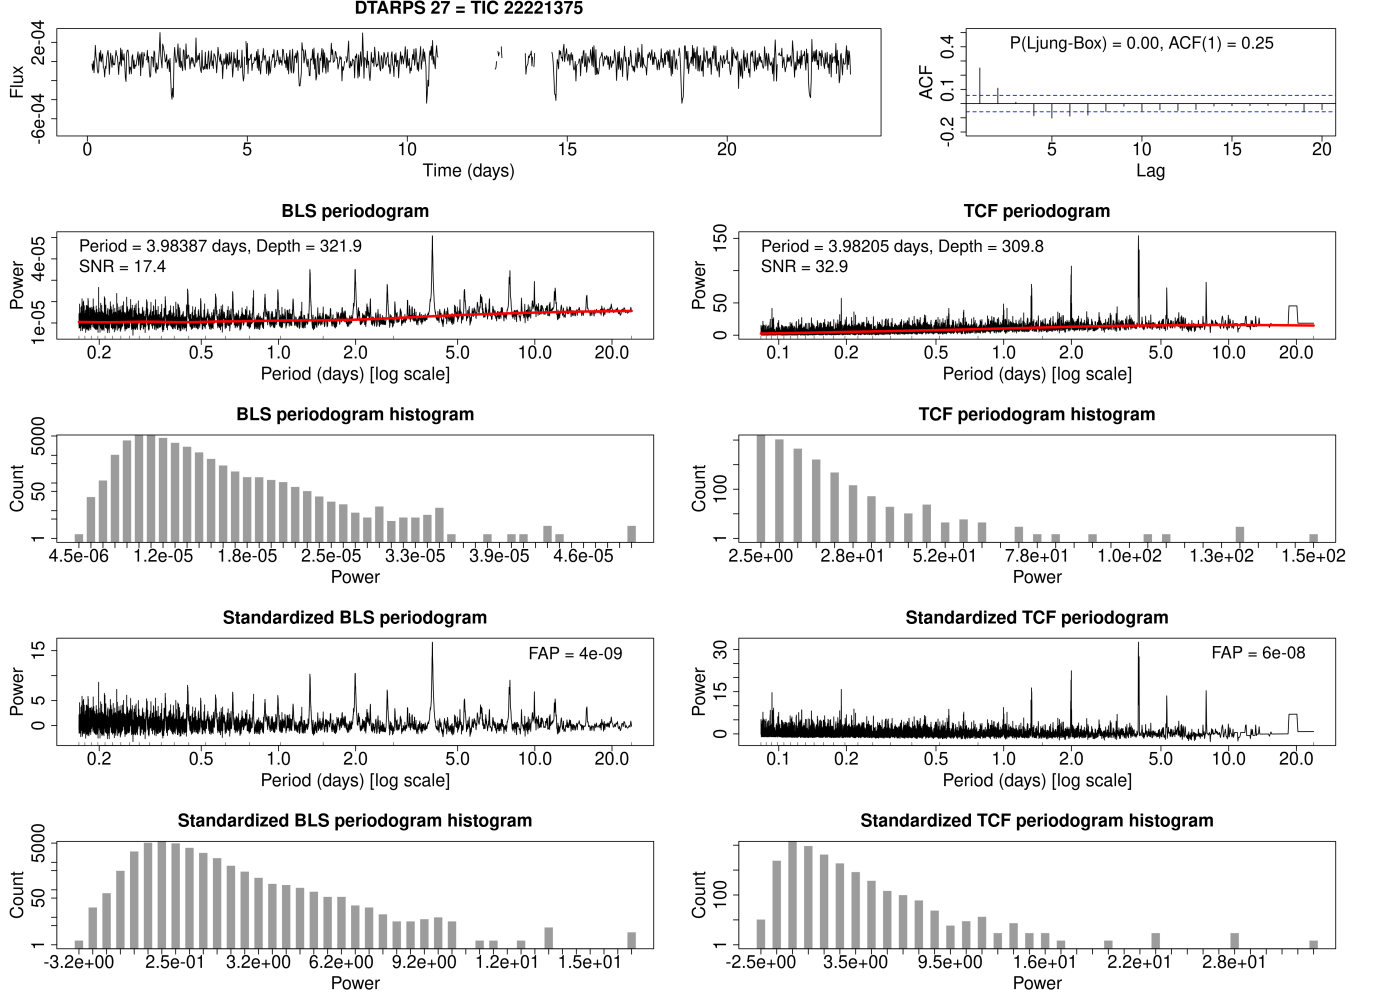 DTARPS 27 = TIC 22221375
Flux
-6e-04 2e-04
0 5 10 15 20
Time (days)
P(Ljung-Box) = 0.00, ACF(1) = 0.25
ACF
-0.2 0.1 0.4
5 10 15 20
Lag
BLS periodogram
Period = 3.98387 days, Depth = 321.9
SNR = 17.4
Power
1e-05 4e-05
0.2 0.5 1.0 2.0 5.0 10.0 20.0
Period (days) [log scale]
TCF periodogram
Period = 3.98205 days, Depth = 309.8
SNR = 32.9
Power
0 50 150
0.1 0.2 0.5 1.0 2.0 5.0 10.0 20.0
Period (days) [log scale]
BLS periodogram histogram
Count
1 50 5000
4.5e-06 1.2e-05 1.8e-05 2.5e-05 3.3e-05 3.9e-05 4.6e-05
Power
TCF periodogram histogram
Count
1 100
2.5e+00 2.8e+01 5.2e+01 7.8e+01 1.0e+02 1.3e+02 1.5e+02
Power
Standardized BLS periodogram
FAP = 4e-09
Power
0 5 15
0.2 0.5 1.0 2.0 5.0 10.0 20.0
Period (days) [log scale]
Standardized TCF periodogram
FAP = 6e-08
Power
0 15 30
0.1 0.2 0.5 1.0 2.0 5.0 10.0 20.0
Period (days) [log scale]
Standardized BLS periodogram histogram
Count
1 50 5000
-3.2e+00 2.5e-01 3.2e+00 6.2e+00 9.2e+00 1.2e+01 1.5e+01
Power
Standardized TCF periodogram histogram
Count
1 100
-2.5e+00 3.5e+00 9.5e+00 1.6e+01 2.2e+01 2.8e+01
Power